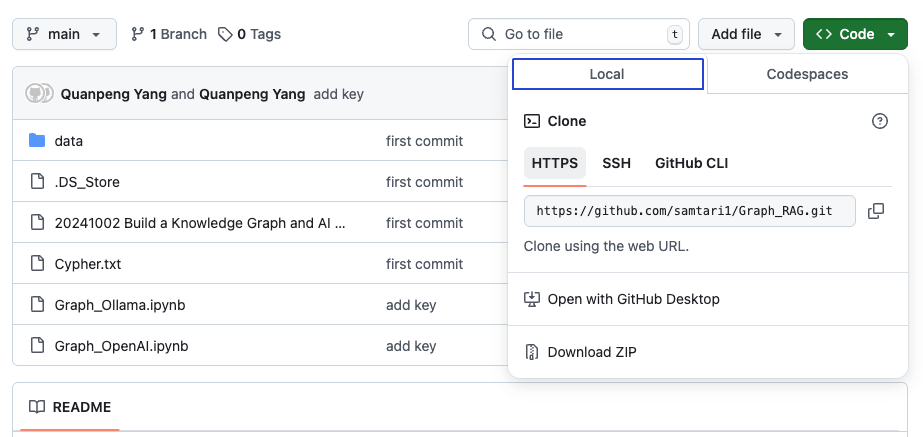 main 1 Branch 0 Tags Go to file t Add file Code
Local Codespaces
Quanpeng Yang and Quanpeng Yang add key
Clone
data first commit
HTTPS SSH GitHub CLI
.DS_Store first commit
https://github.com/samtari1/Graph_RAG.git
20241002 Build a Knowledge Graph and AI ... first commit
Clone using the web URL.
Cypher.txt first commit
Graph_Ollama.ipynb add key
Open with GitHub Desktop
Graph_OpenAI.ipynb add key
Download ZIP
README